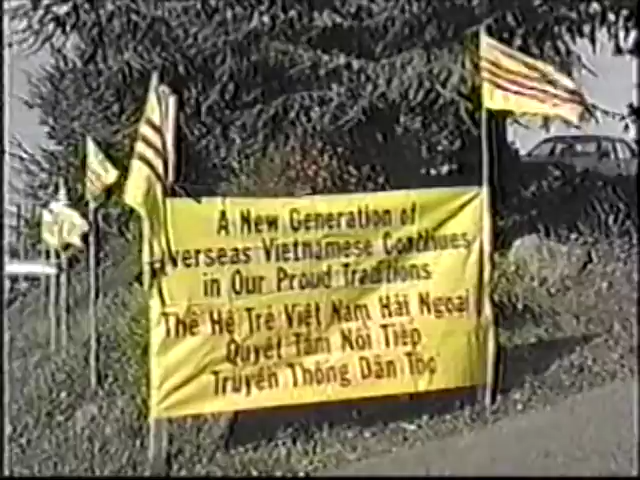 A New Generation of
Overseas Vietnamese Continues
in Our Proud Traditions
Thế Hệ Trẻ Việt Nam Hải Ngoại
Quyết Tâm Nối Tiếp
Truyền Thống Dân Tộc